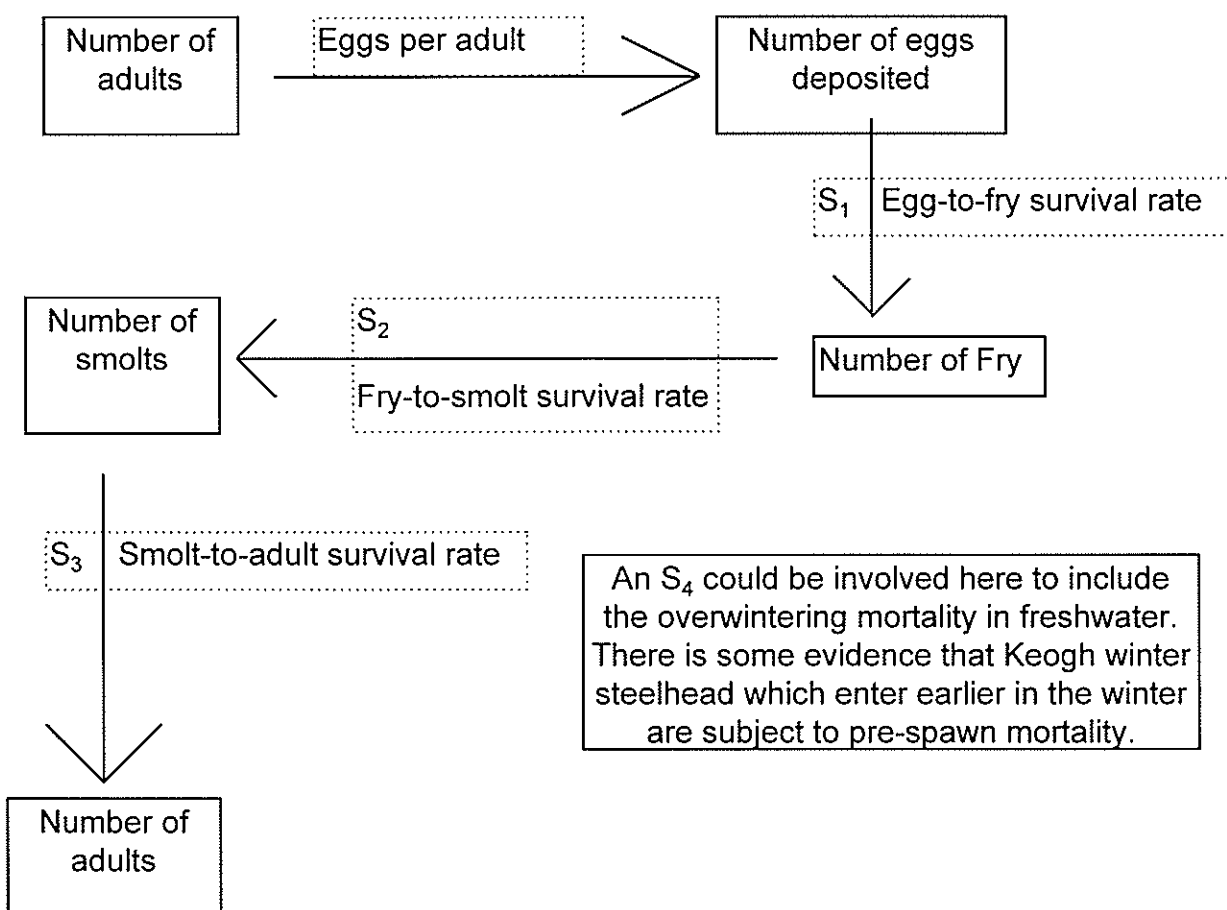 Number of
adults
Eggs per adult
Number of eggs
deposited
S₁ Egg-to-fry survival rate
Number of
smolts
S₂
Fry-to-smolt survival rate
Number of Fry
S₃ Smolt-to-adult survival rate
An S₄ could be involved here to include
the overwintering mortality in freshwater.
There is some evidence that Keogh winter
steelhead which enter earlier in the winter
are subject to pre-spawn mortality.
Number of
adults